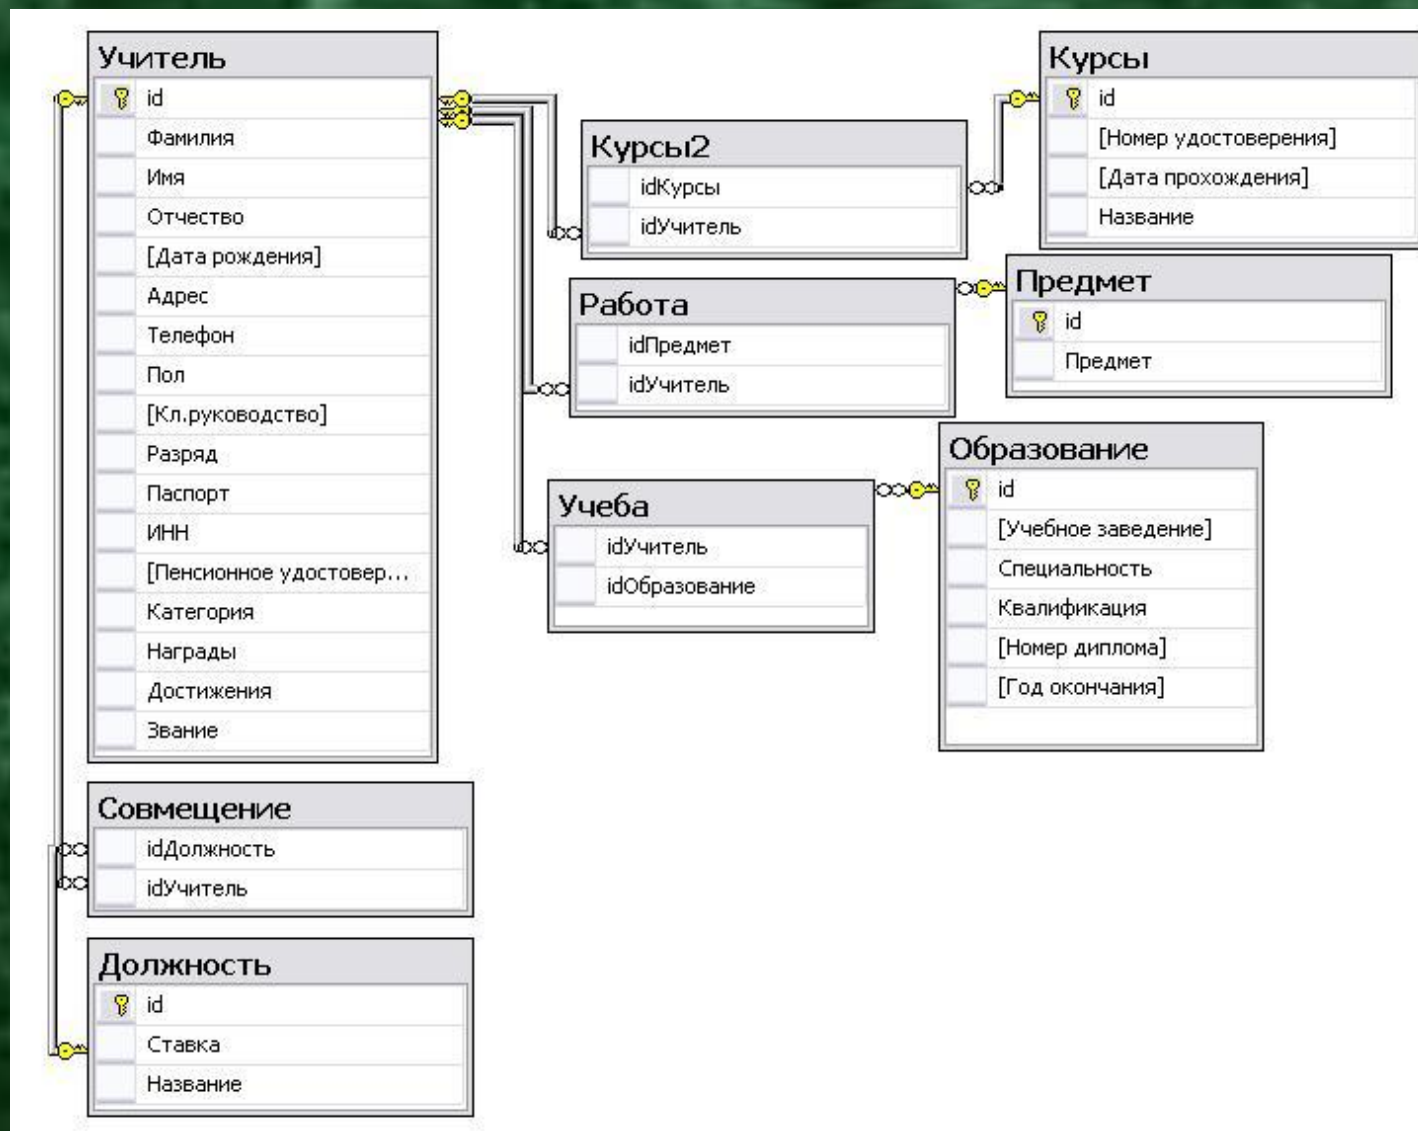 Учитель
id
Фамилия
Имя
Отчество
[Дата рождения]
Адрес
Телефон
Пол
[Кл.руководство]
Разряд
Паспорт
ИНН
[Пенсионное удостовер...
Категория
Награды
Достижения
Звание
Совмещение
idДолжность
idУчитель
Должность
id
Ставка
Название
Курсы2
idКурсы
idУчитель
Работа
idПредмет
idУчитель
Учеба
idУчитель
idОбразование
Курсы
id
[Номер удостоверения]
[Дата прохождения]
Название
Предмет
id
Предмет
Образование
id
[Учебное заведение]
Специальность
Квалификация
[Номер диплома]
[Год окончания]